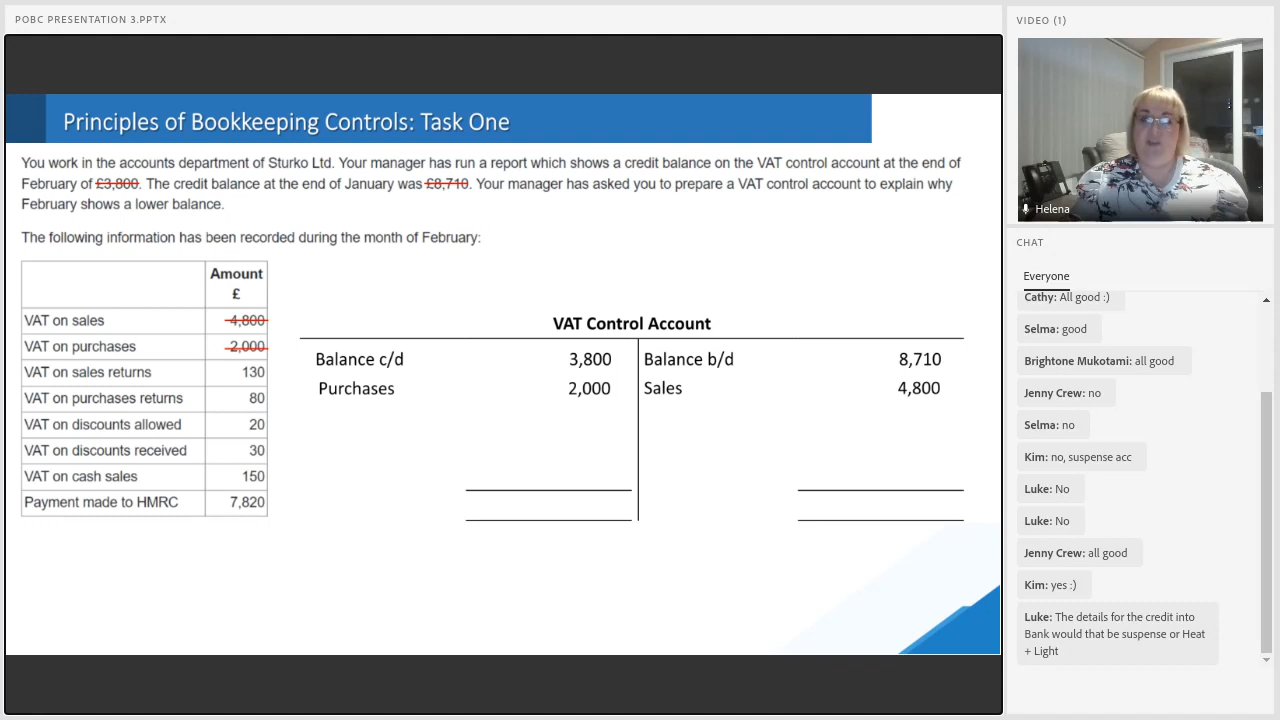 POBC PRESENTATION 3.PPTX
Principles of Bookkeeping Controls: Task One
You work in the accounts department of Sturko Ltd. Your manager has run a report which shows a credit balance on the VAT control account at the end of
February of £3,800. The credit balance at the end of January was £8,710. Your manager has asked you to prepare a VAT control account to explain why
February shows a lower balance.
The following information has been recorded during the month of February:
Amount
£
VAT on sales 4,800
VAT on purchases 2,000
VAT on sales returns 130
VAT on purchases returns 80
VAT on discounts allowed 20
VAT on discounts received 30
VAT on cash sales 150
Payment made to HMRC 7,820
VAT Control Account
Balance c/d 3,800 Balance b/d 8,710
Purchases 2,000 Sales 4,800
VIDEO (1)
Helena
CHAT
Everyone
Cathy: All good :)
Selma: good
Brightone Mukotami: all good
Jenny Crew: no
Selma: no
Kim: no, suspense acc
Luke: No
Luke: No
Jenny Crew: all good
Kim: yes :)
Luke: The details for the credit into
Bank would that be suspense or Heat
+ Light